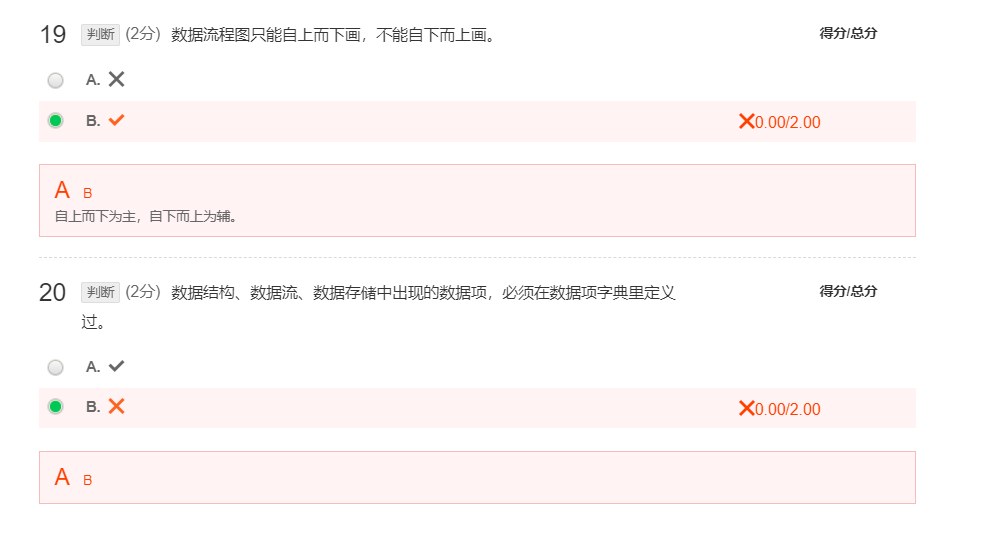 19 判断 (2分) 数据流程图只能自上而下画，不能自下而上画。 得分/总分
A. ✕
B. ✓ ✕0.00/2.00
A B
自上而下为主，自下而上为辅。
20 判断 (2分) 数据结构、数据流、数据存储中出现的数据项，必须在数据项字典里定义 得分/总分
过。
A. ✓
B. ✕ ✕0.00/2.00
A B